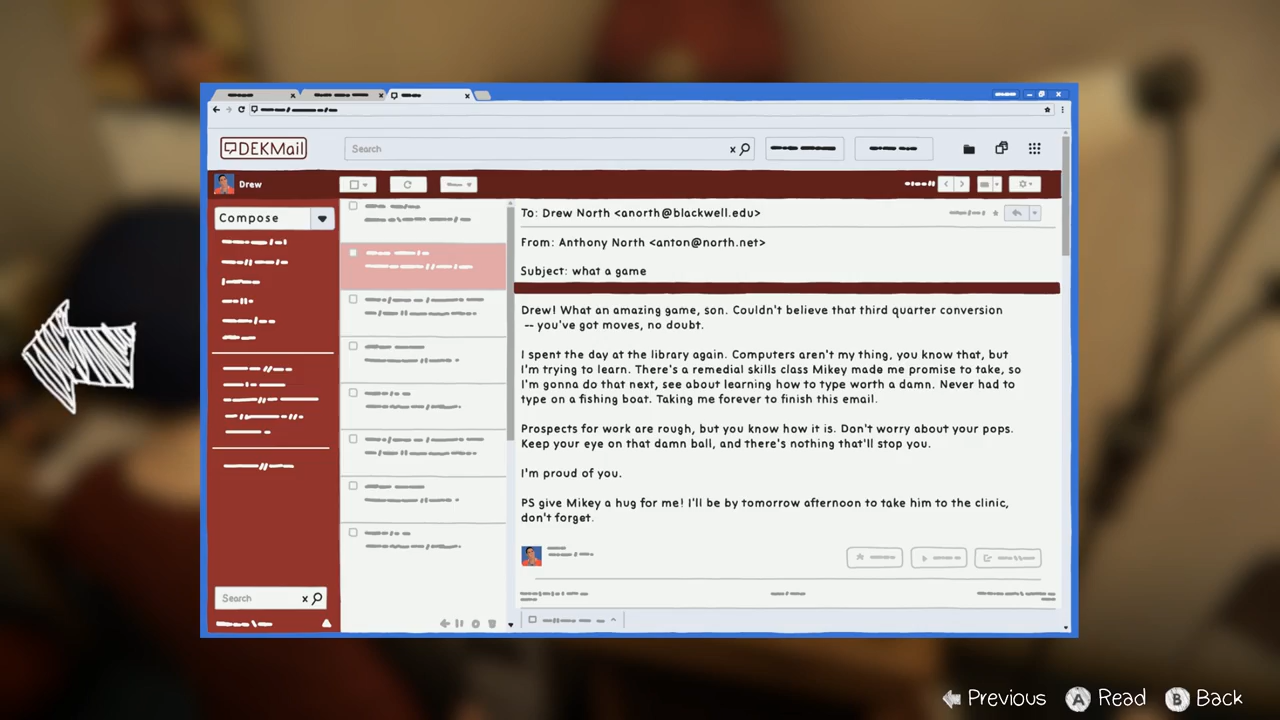 DEKMail
Search
x
Drew
Compose
To: Drew North <anorth@blackwell.edu>
From: Anthony North <anton@north.net>
Subject: what a game
Drew! What an amazing game, son. Couldn't believe that third quarter conversion
-- you've got moves, no doubt.
I spent the day at the library again. Computers aren't my thing, you know that, but
I'm trying to learn. There's a remedial skills class Mikey made me promise to take, so
I'm gonna do that next, see about learning how to type worth a damn. Never had to
type on a fishing boat. Taking me forever to finish this email.
Prospects for work are rough, but you know how it is. Don't worry about your pops.
Keep your eye on that damn ball, and there's nothing that'll stop you.
I'm proud of you.
PS give Mikey a hug for me! I'll be by tomorrow afternoon to take him to the clinic,
don't forget.
Search
x
Previous A Read B Back